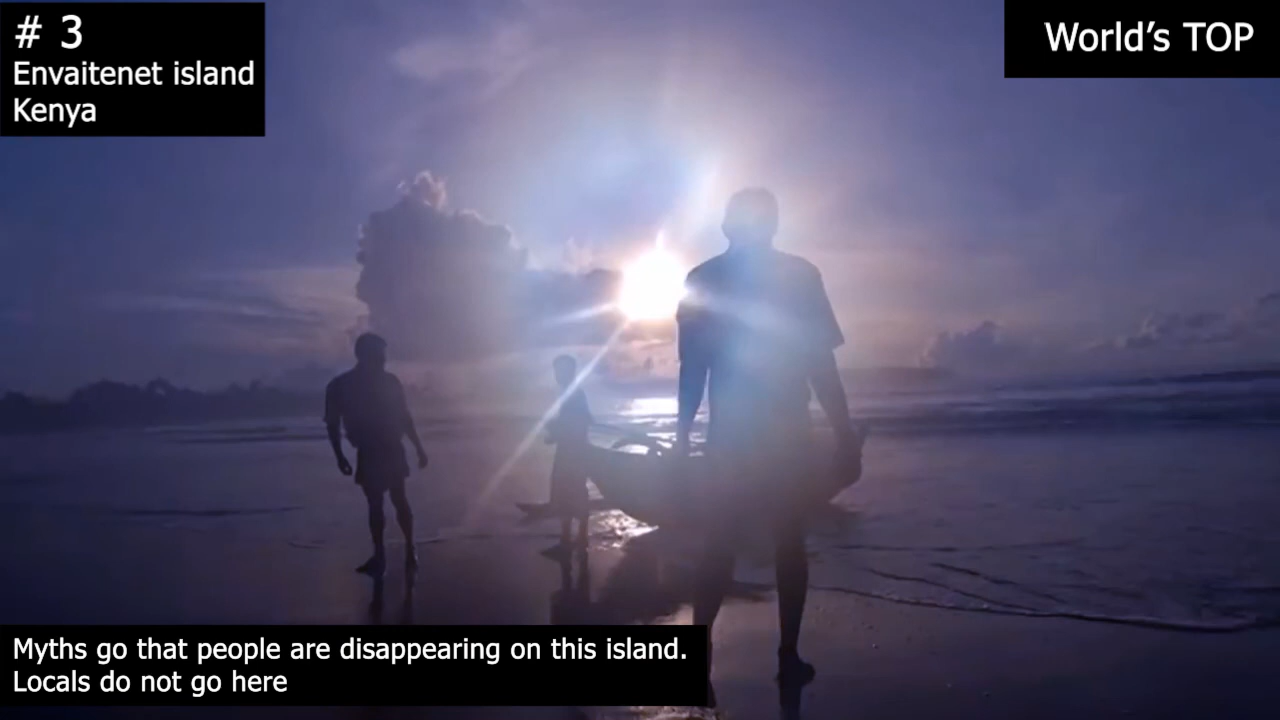 # 3
Envaitenet island
Kenya
World's TOP
Myths go that people are disappearing on this island.
Locals do not go here